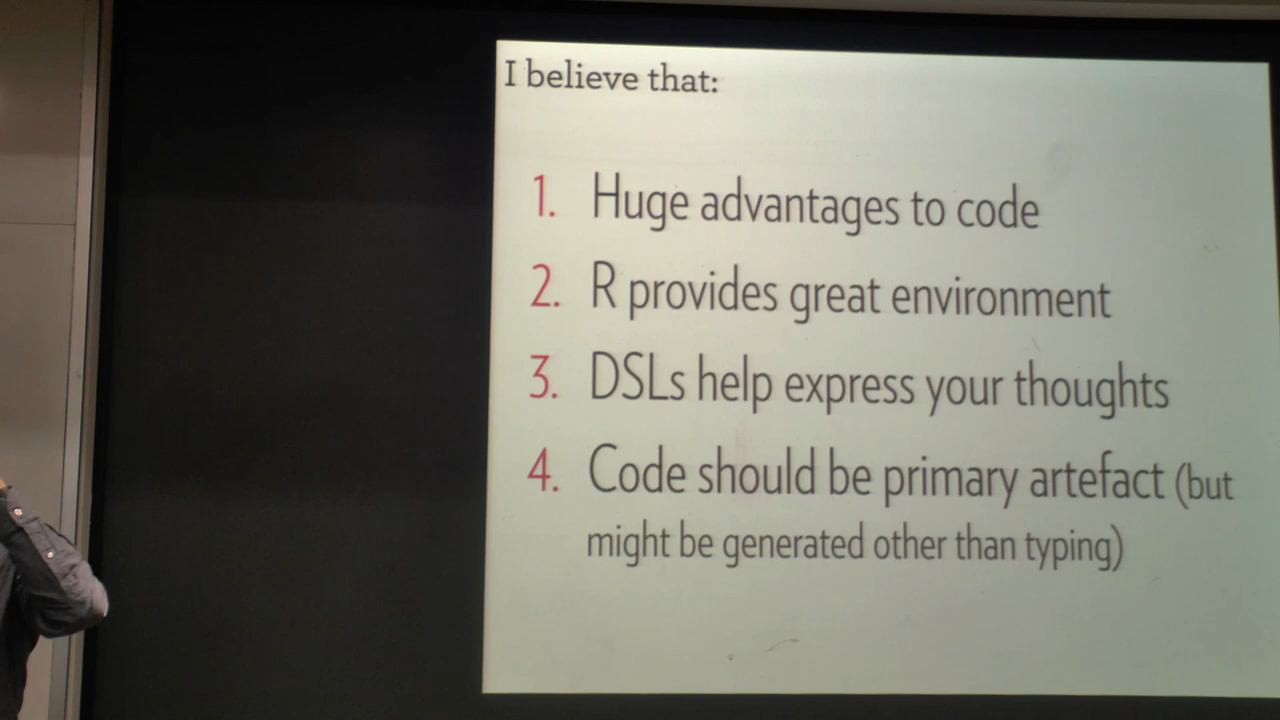 I believe that:
1. Huge advantages to code
2. R provides great environment
3. DSLs help express your thoughts
4. Code should be primary artefact (but
might be generated other than typing)